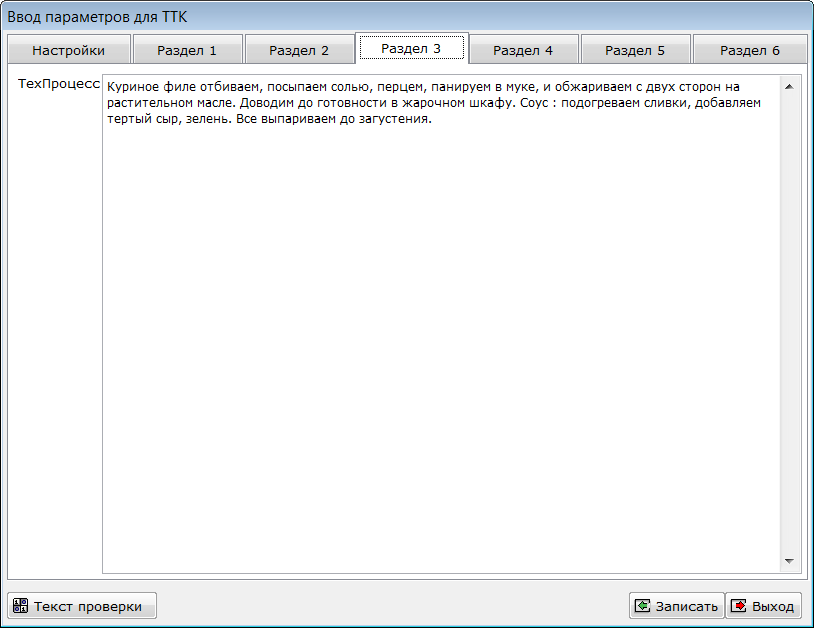 Ввод параметров для ТТК
Настройки Раздел 1 Раздел 2 Раздел 3 Раздел 4 Раздел 5 Раздел 6
ТехПроцесс
Куриное филе отбиваем, посыпаем солью, перцем, панируем в муке, и обжариваем с двух сторон на
растительном масле. Доводим до готовности в жарочном шкафу. Соус : подогреваем сливки, добавляем
тертый сыр, зелень. Все выпариваем до загустения.
Текст проверки Записать Выход